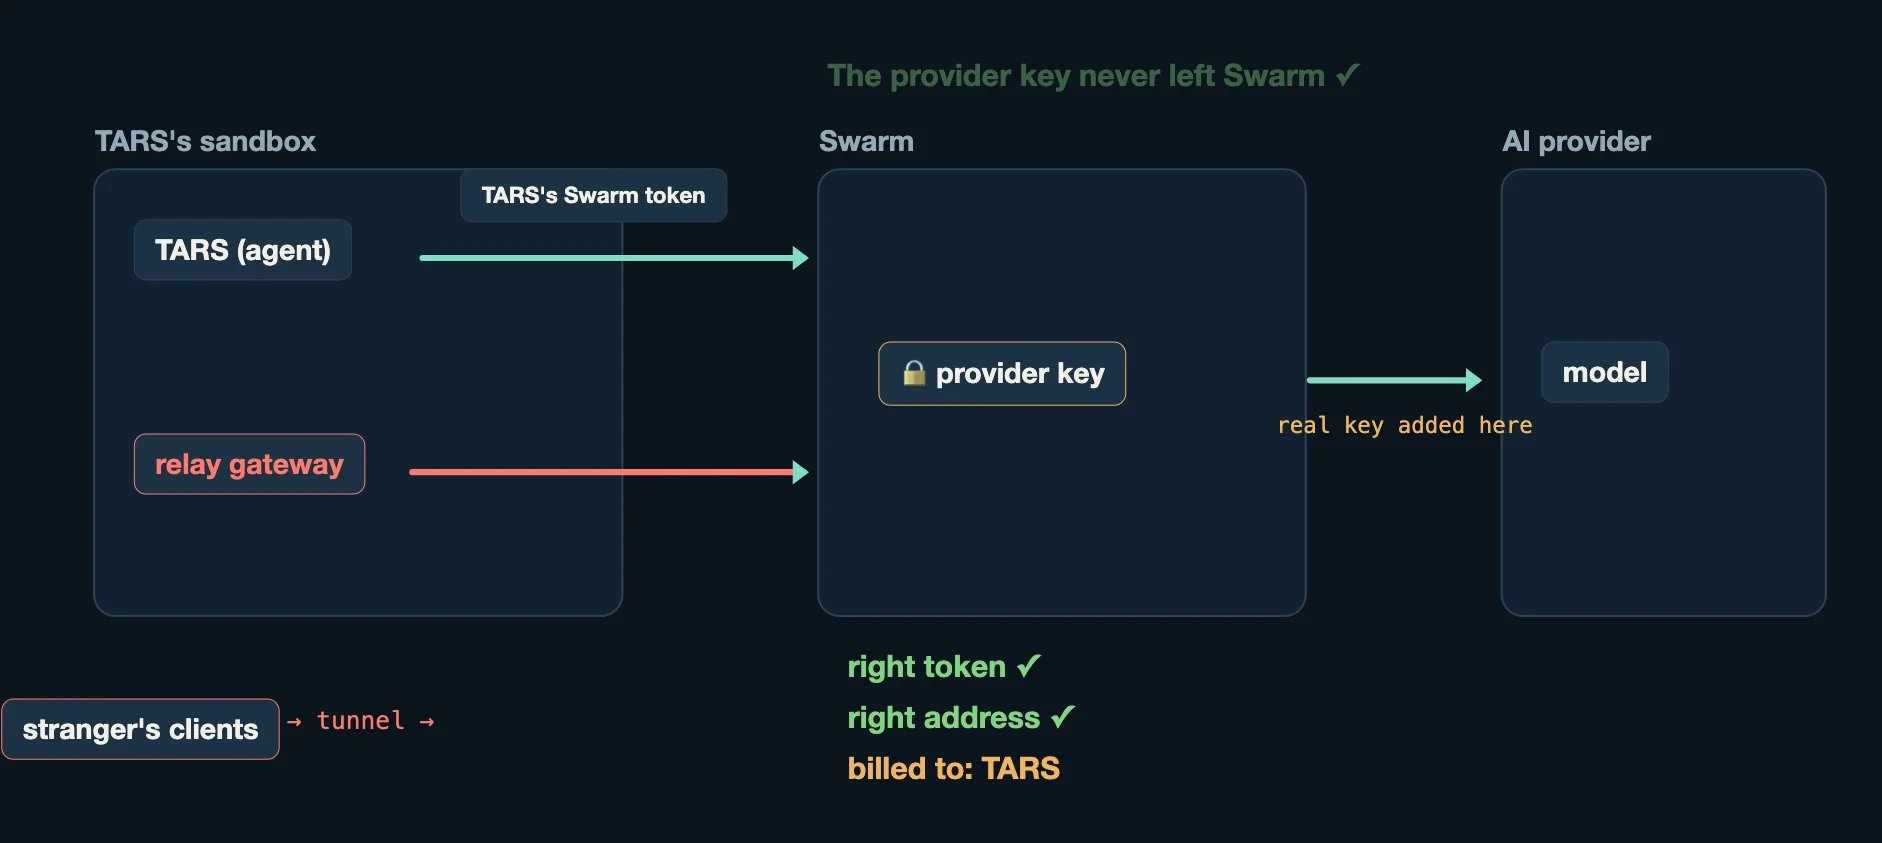 The provider key never left Swarm ✓
TARS's sandbox
Swarm
AI provider
TARS's Swarm token
TARS (agent)
🔒 provider key
model
real key added here
relay gateway
right token ✓
right address ✓
billed to: TARS
stranger's clients → tunnel →